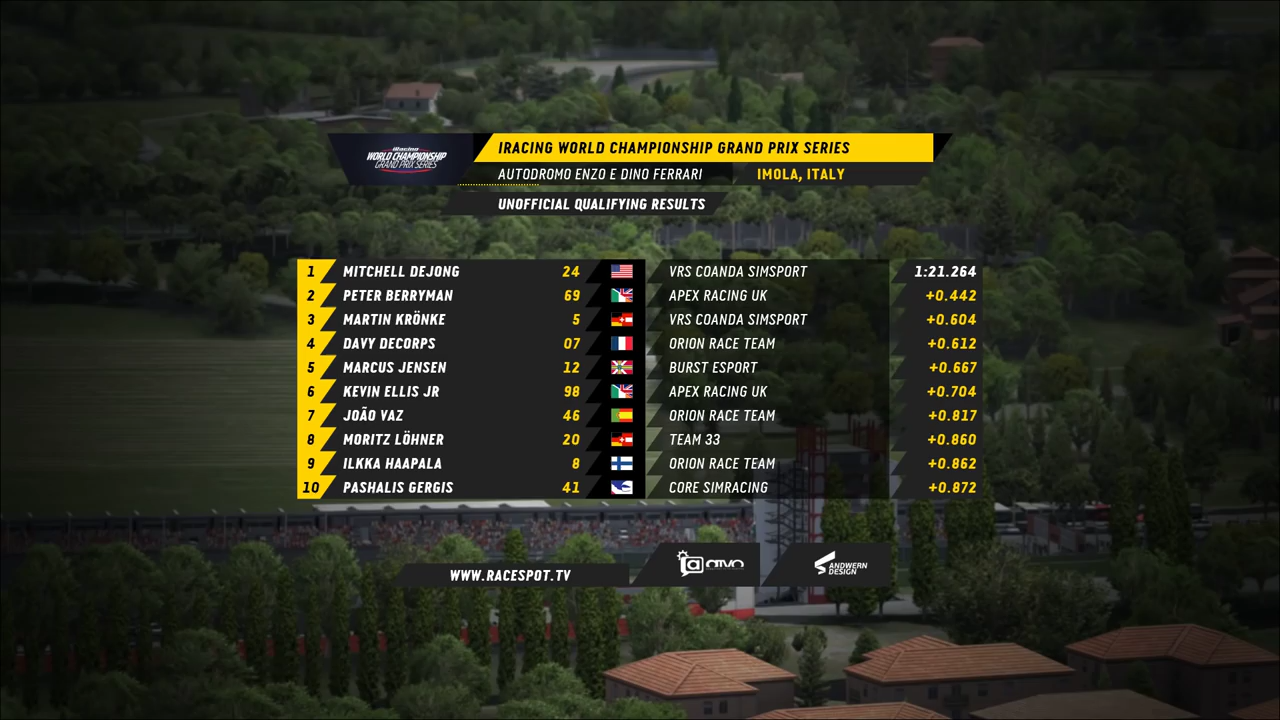 iRacing
WORLD CHAMPIONSHIP
GRAND PRIX SERIES
IRACING WORLD CHAMPIONSHIP GRAND PRIX SERIES
AUTODROMO ENZO E DINO FERRARI IMOLA, ITALY
UNOFFICIAL QUALIFYING RESULTS
1 MITCHELL DEJONG 24 VRS COANDA SIMSPORT 1:21.264
2 PETER BERRYMAN 69 APEX RACING UK +0.442
3 MARTIN KRÖNKE 5 VRS COANDA SIMSPORT +0.604
4 DAVY DECORPS 07 ORION RACE TEAM +0.612
5 MARCUS JENSEN 12 BURST ESPORT +0.667
6 KEVIN ELLIS JR 98 APEX RACING UK +0.704
7 JOÃO VAZ 46 ORION RACE TEAM +0.817
8 MORITZ LÖHNER 20 TEAM 33 +0.860
9 ILKKA HAAPALA 8 ORION RACE TEAM +0.862
10 PASHALIS GERGIS 41 CORE SIMRACING +0.872
WWW.RACESPOT.TV
ANDWERN
DESIGN